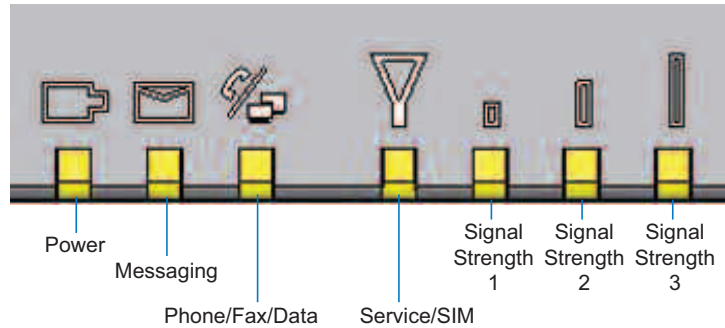 Power
Messaging
Phone/Fax/Data
Service/SIM
Signal
Strength
1
Signal
Strength
2
Signal
Strength
3